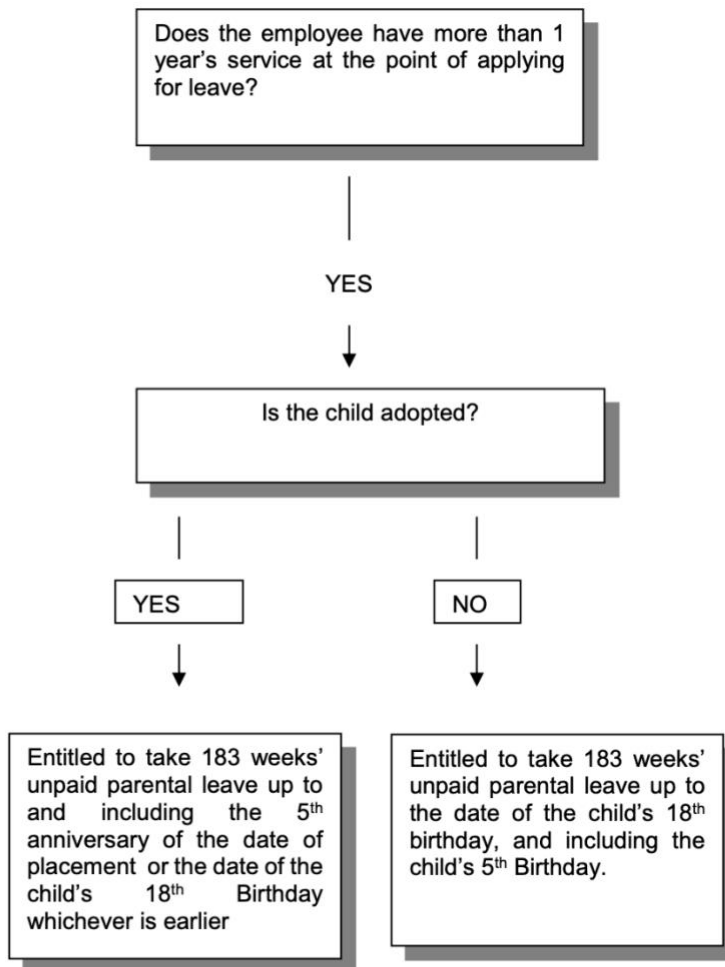 Does the employee have more than 1
year’s service at the point of applying
for leave?
YES
Is the child adopted?
YES
NO
Entitled to take 183 weeks’
unpaid parental leave up to
and including the 5th
anniversary of the date of
placement or the date of the
child’s 18th Birthday
whichever is earlier
Entitled to take 183 weeks’
unpaid parental leave up to
the date of the child’s 18th
birthday, and including the
child’s 5th Birthday.